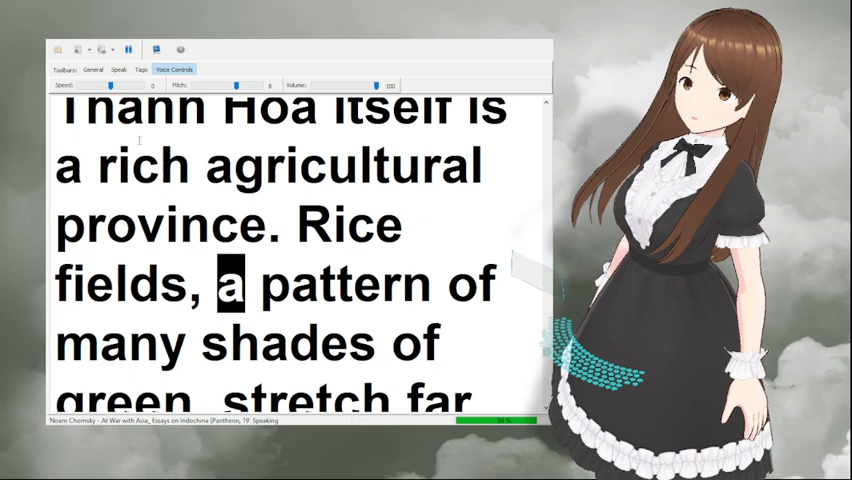 Toolbars: General Speak Tags Voice Controls
Speed: 0 Pitch: 8 Volume: 100
Thanh Hoa itself is
a rich agricultural
province. Rice
fields, a pattern of
many shades of
green, stretch far
Noam Chomsky - At War with Asia_ Essays on Indochina (Pantheon, 19 Speaking